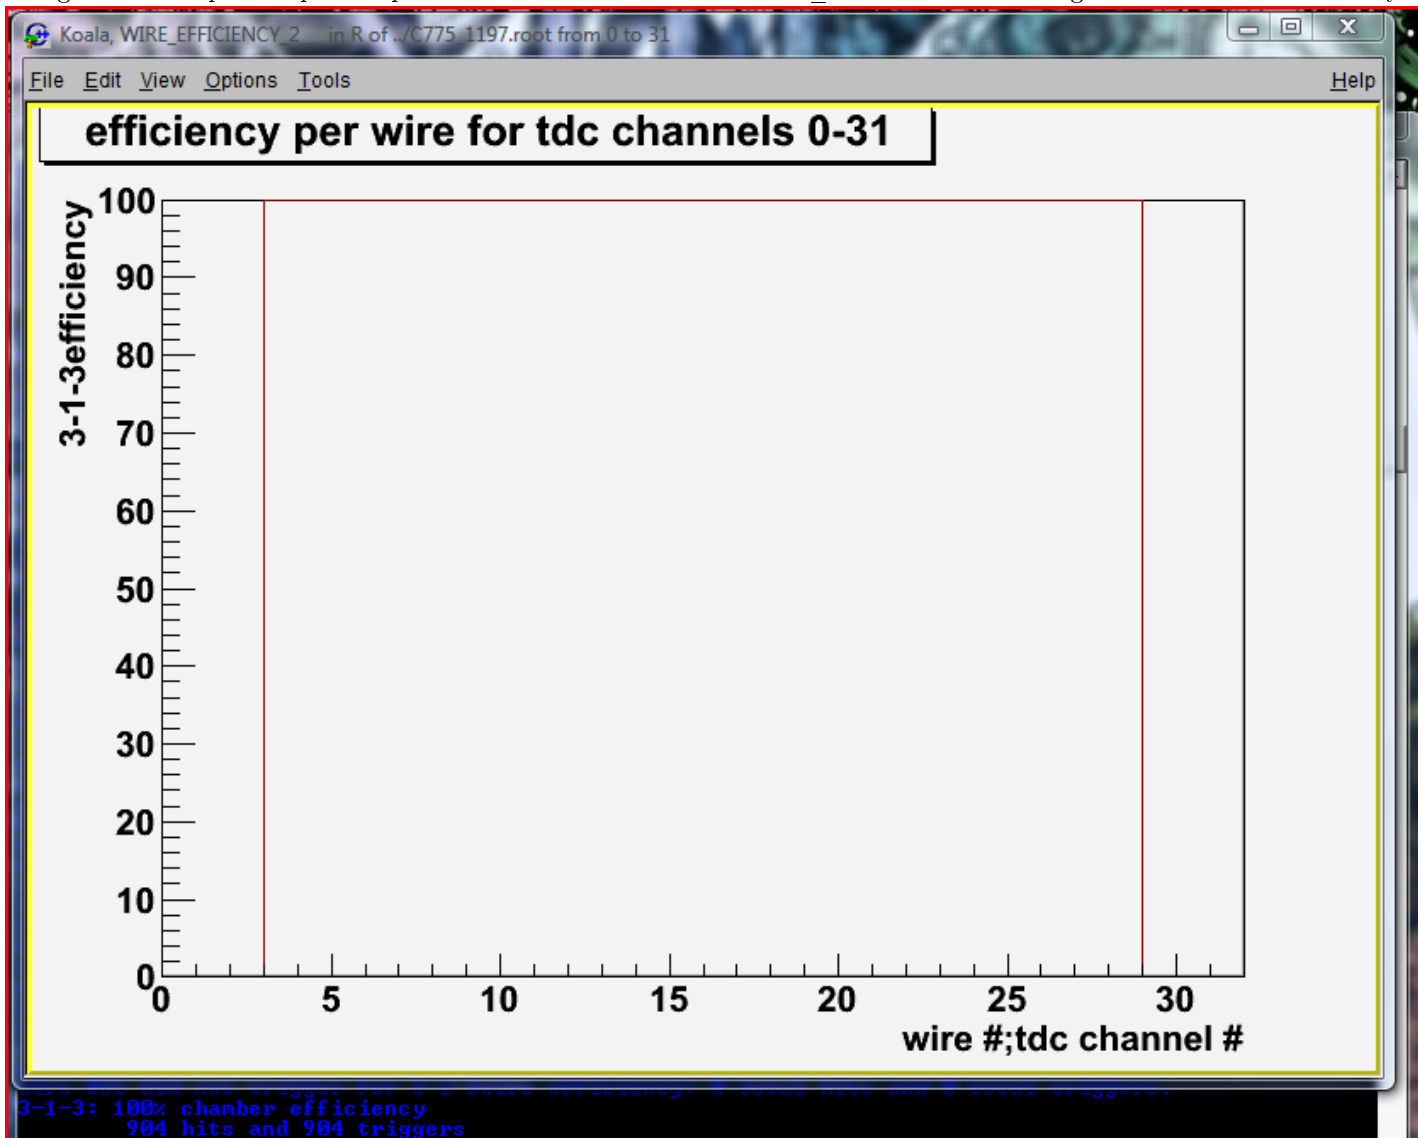 Koala, WIRE_EFFICIENCY_2 in R of ../C775_1197.root from 0 to 31
File Edit View Options Tools Help
efficiency per wire for tdc channels 0-31
3-1-3efficiency
100
90
80
70
60
50
40
30
20
10
0
0 5 10 15 20 25 30
wire #;tdc channel #
3-1-3: 100% chamber efficiency
904 hits and 904 triggers